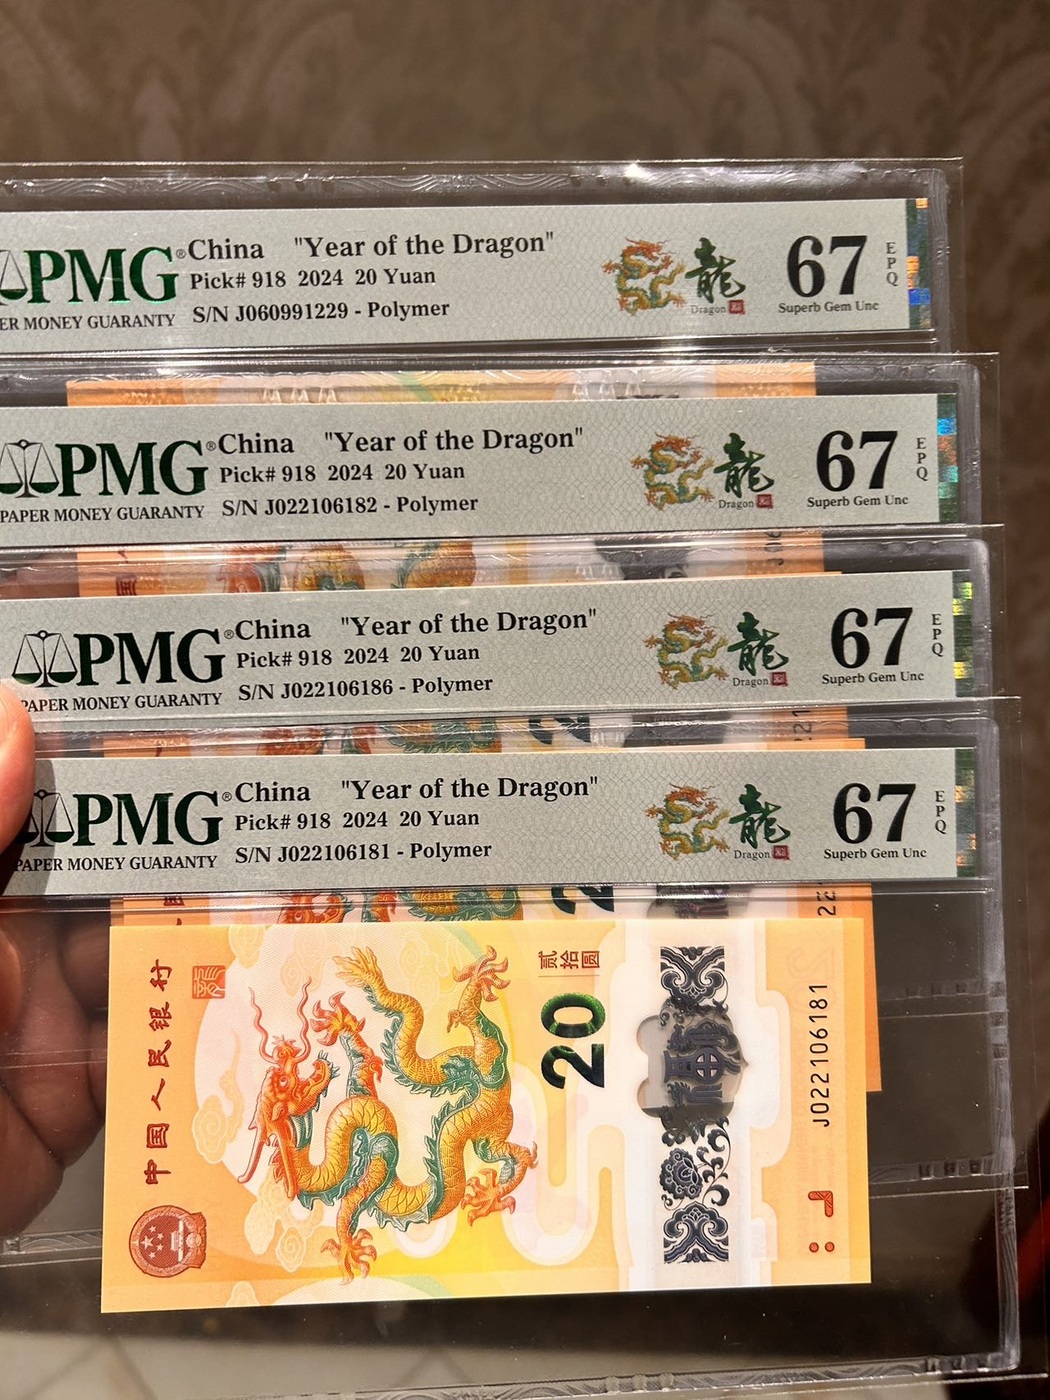 PMG® China "Year of the Dragon"
Pick# 918 2024 20 Yuan
ER MONEY GUARANTY S/N J060991229 - Polymer
龍
Dragon
67 EPQ
Superb Gem Unc
PMG® China "Year of the Dragon"
Pick# 918 2024 20 Yuan
PAPER MONEY GUARANTY S/N J022106182 - Polymer
龍
Dragon
67 EPQ
Superb Gem Unc
PMG® China "Year of the Dragon"
Pick# 918 2024 20 Yuan
PAPER MONEY GUARANTY S/N J022106186 - Polymer
龍
Dragon
67 EPQ
Superb Gem Unc
PMG® China "Year of the Dragon"
Pick# 918 2024 20 Yuan
PAPER MONEY GUARANTY S/N J022106181 - Polymer
龍
Dragon
67 EPQ
Superb Gem Unc
中国人民银行
贰拾圆
20
J022106181